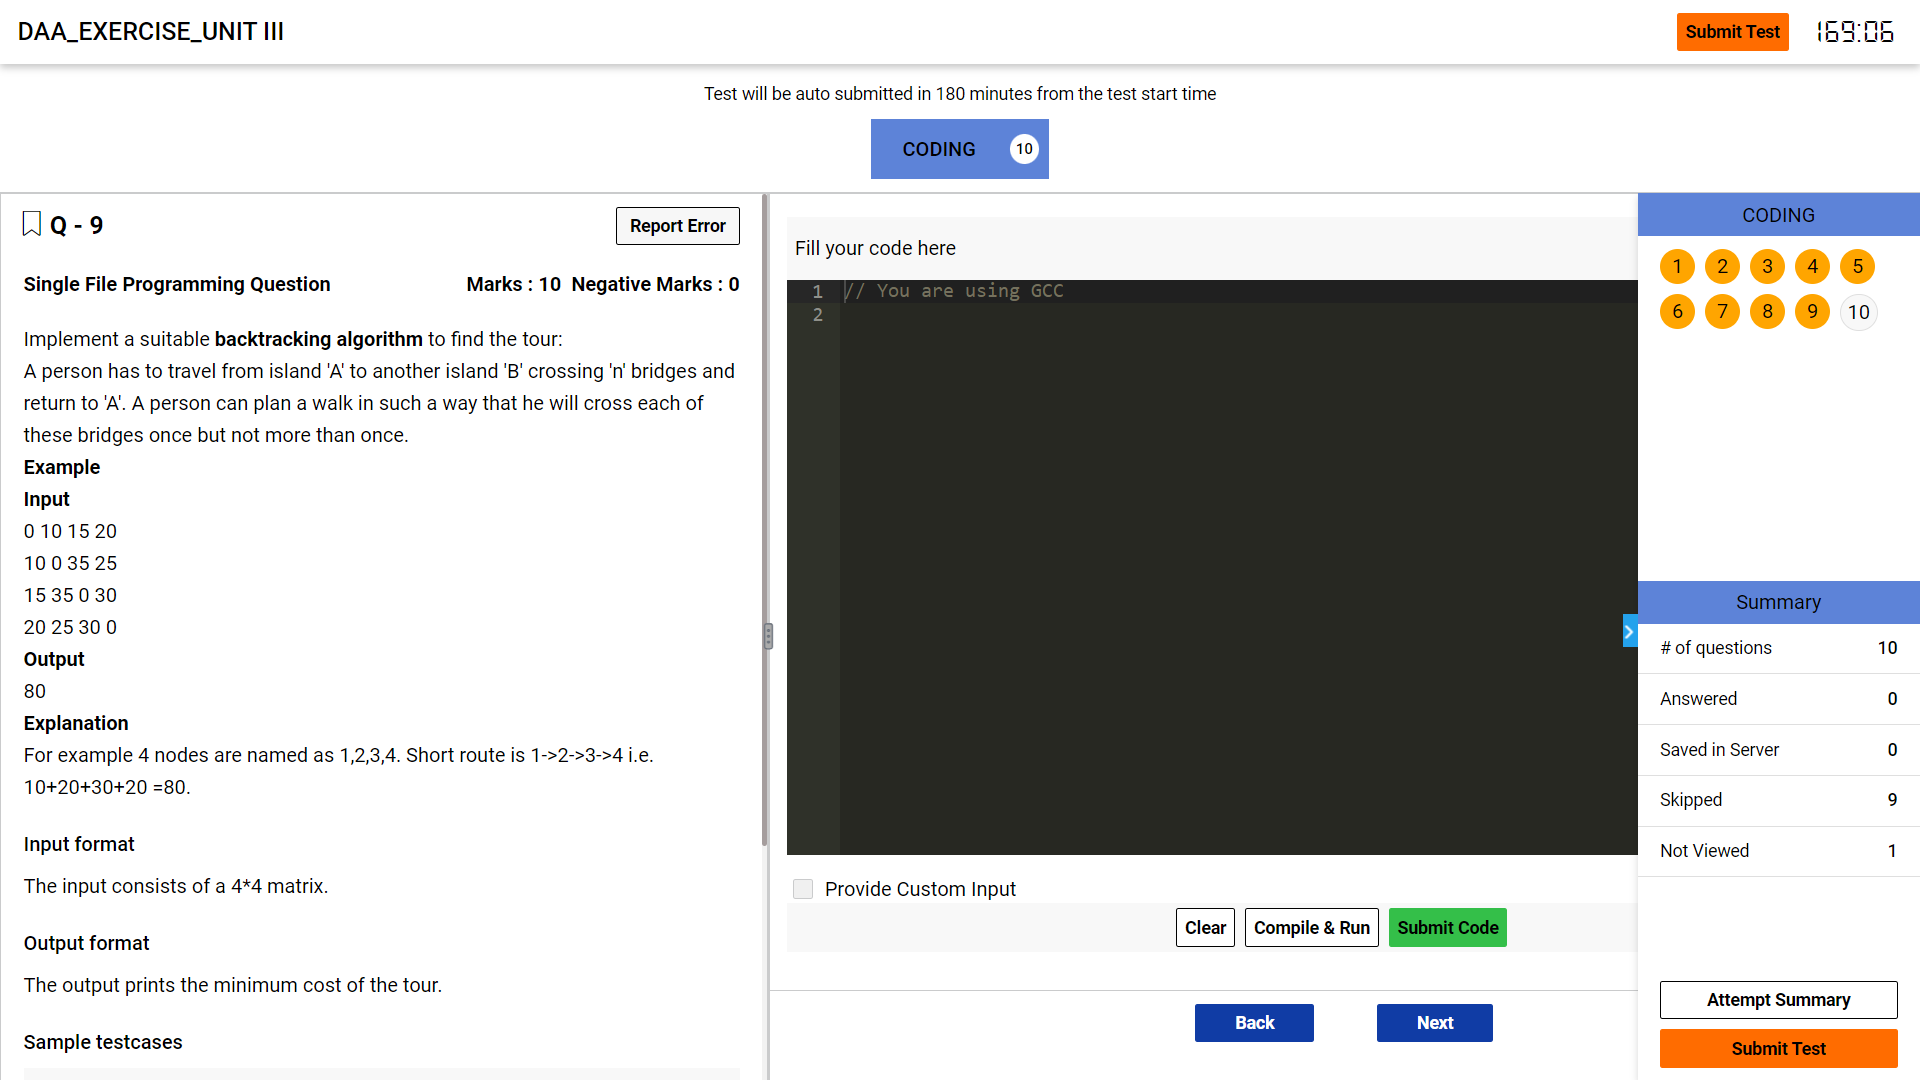 DAA_EXERCISE_UNIT III
Submit Test
169:06
Test will be auto submitted in 180 minutes from the test start time
CODING 10
Q - 9
Report Error
Single File Programming Question
Marks : 10 Negative Marks : 0
Implement a suitable backtracking algorithm to find the tour:
A person has to travel from island 'A' to another island 'B' crossing 'n' bridges and
return to 'A'. A person can plan a walk in such a way that he will cross each of
these bridges once but not more than once.
Example
Input
0 10 15 20
10 0 35 25
15 35 0 30
20 25 30 0
Output
80
Explanation
For example 4 nodes are named as 1,2,3,4. Short route is 1->2->3->4 i.e.
10+20+30+20 =80.
Input format
The input consists of a 4*4 matrix.
Output format
The output prints the minimum cost of the tour.
Sample testcases
Fill your code here
1 // You are using GCC
2
Provide Custom Input
Clear
Compile & Run
Submit Code
Back
Next
CODING
1 2 3 4 5
6 7 8 9 10
Summary
# of questions 10
Answered 0
Saved in Server 0
Skipped 9
Not Viewed 1
Attempt Summary
Submit Test